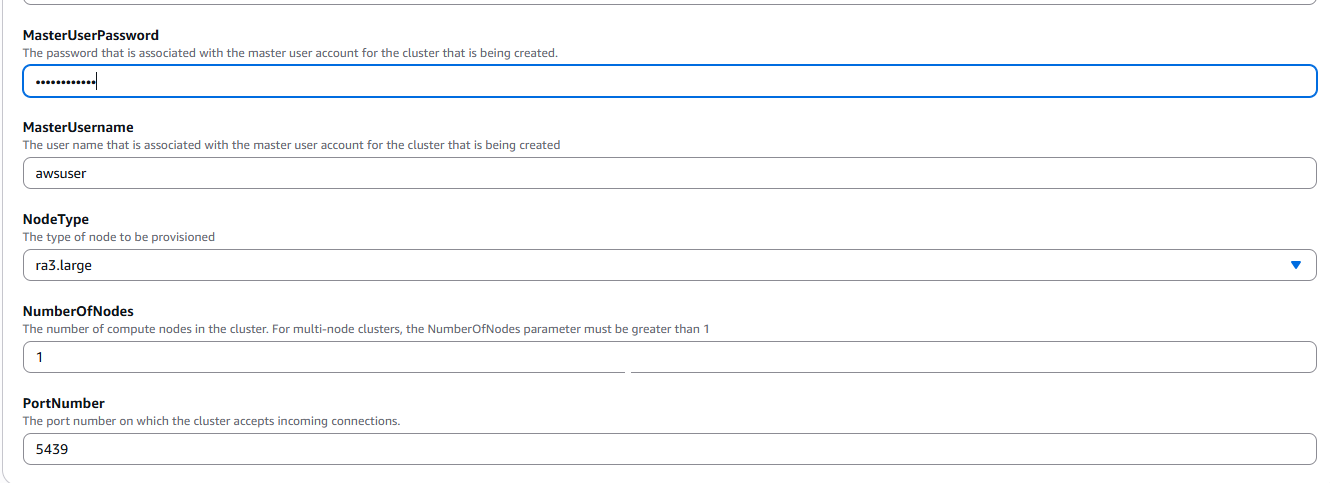 MasterUserPassword
The password that is associated with the master user account for the cluster that is being created.
••••••••••••
MasterUsername
The user name that is associated with the master user account for the cluster that is being created
awsuser
NodeType
The type of node to be provisioned
ra3.large
NumberOfNodes
The number of compute nodes in the cluster. For multi-node clusters, the NumberOfNodes parameter must be greater than 1
1
PortNumber
The port number on which the cluster accepts incoming connections.
5439